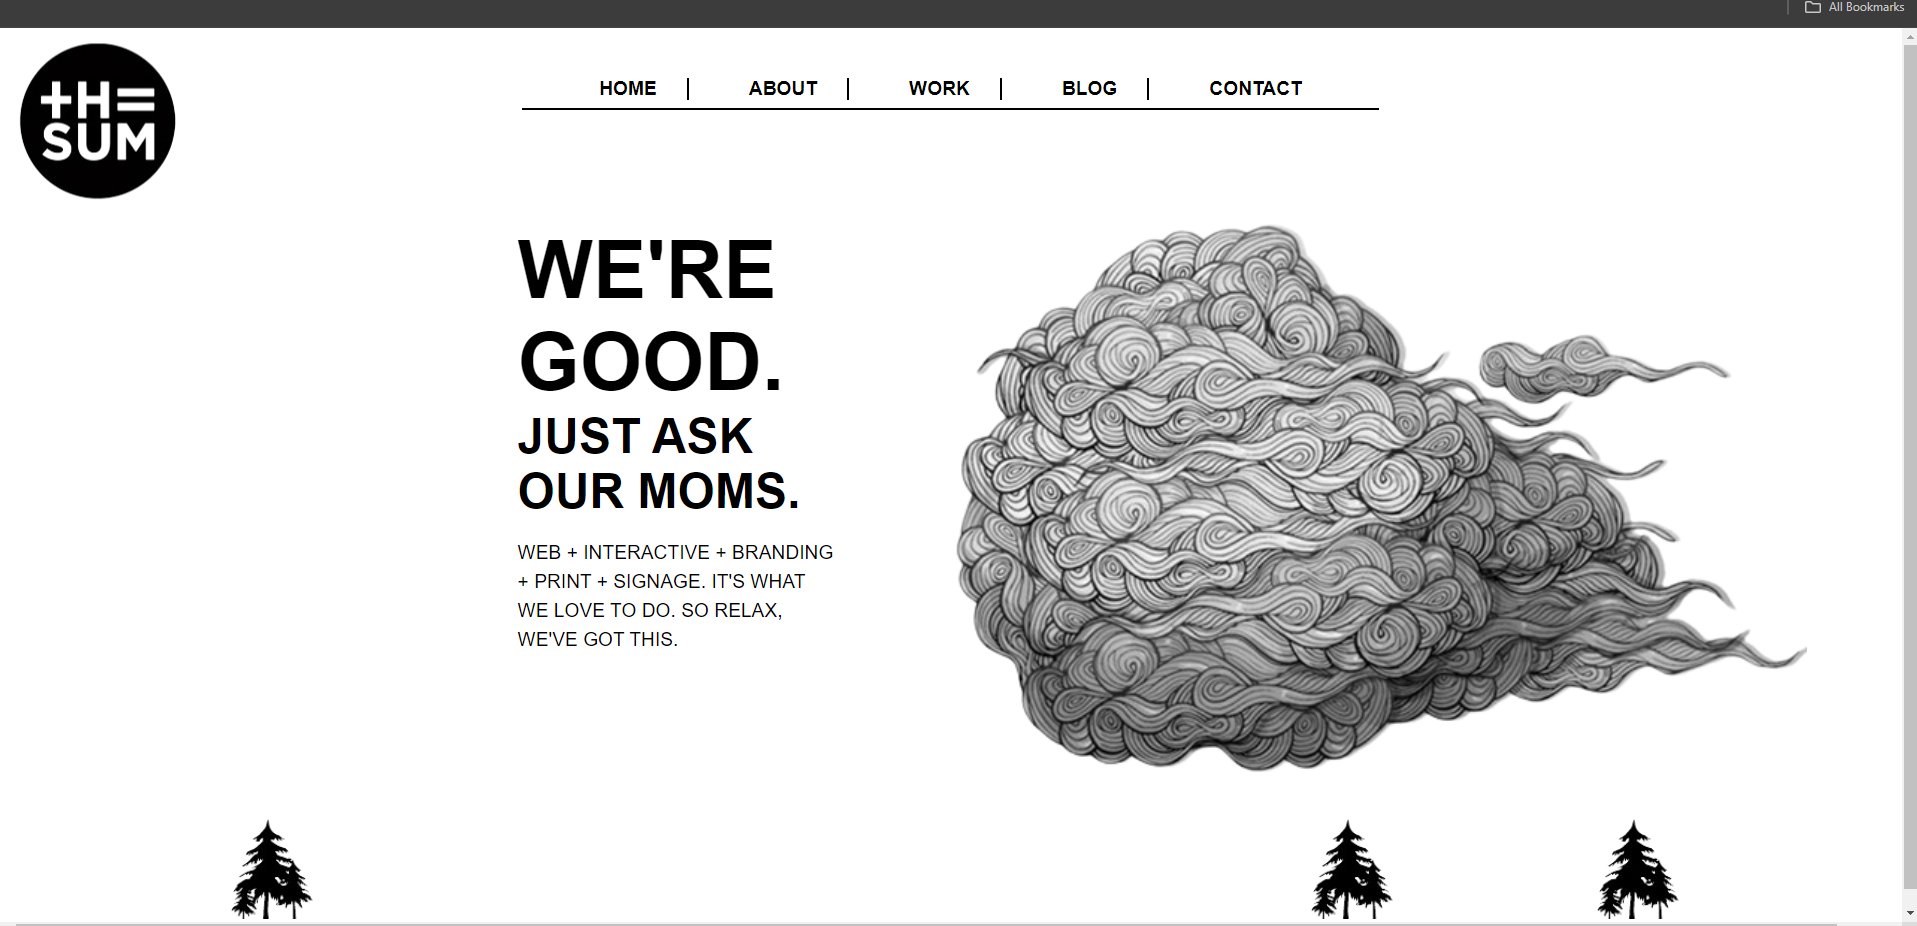 All Bookmarks
+H=
SUM
HOME ABOUT WORK BLOG CONTACT
WE'RE
GOOD.
JUST ASK
OUR MOMS.
WEB + INTERACTIVE + BRANDING
+ PRINT + SIGNAGE. IT'S WHAT
WE LOVE TO DO. SO RELAX,
WE'VE GOT THIS.